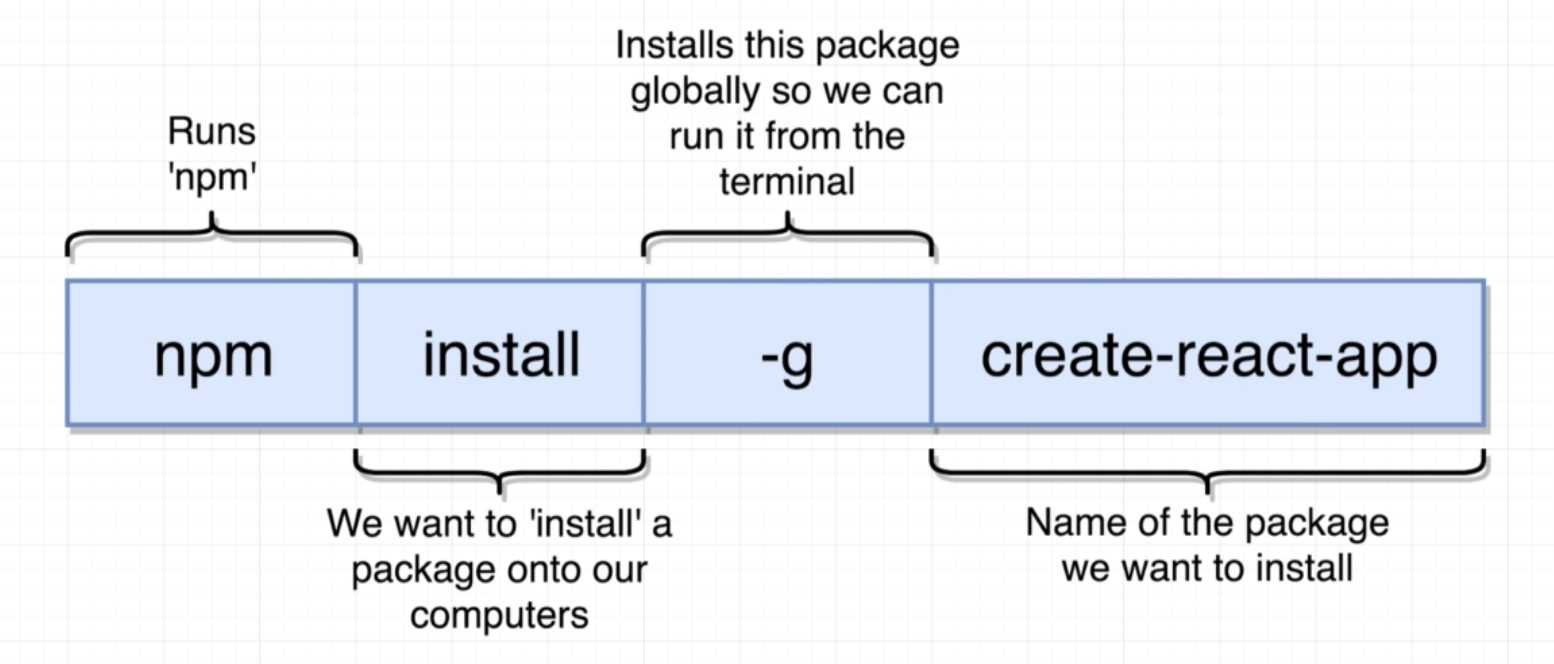 Runs
'npm'
Installs this package
globally so we can
run it from the
terminal
npm
install
-g
create-react-app
We want to 'install' a
package onto our
computers
Name of the package
we want to install